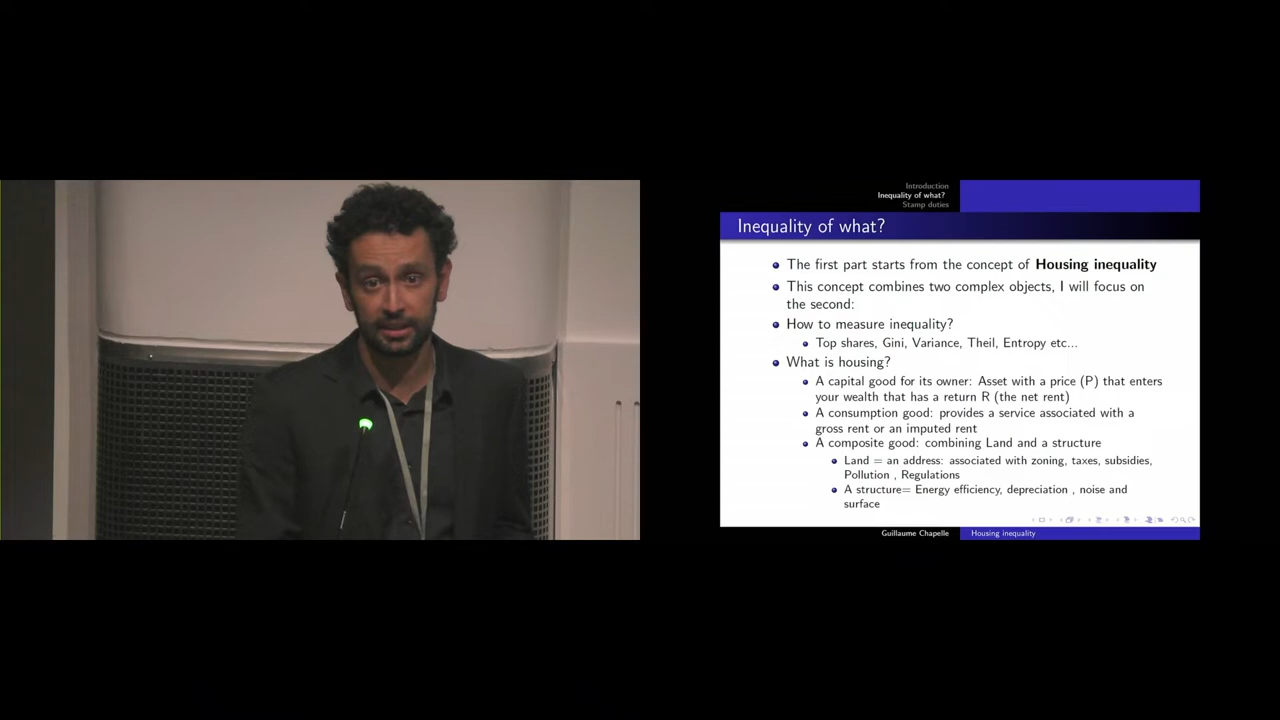 Introduction
Inequality of what?
Stamp duties
Inequality of what?
The first part starts from the concept of Housing inequality
This concept combines two complex objects, I will focus on
the second:
How to measure inequality?
Top shares, Gini, Variance, Theil, Entropy etc...
What is housing?
A capital good for its owner: Asset with a price (P) that enters
your wealth that has a return R (the net rent)
A consumption good: provides a service associated with a
gross rent or an imputed rent
A composite good: combining Land and a structure
Land = an address: associated with zoning, taxes, subsidies,
Pollution , Regulations
A structure= Energy efficiency, depreciation , noise and
surface
Guillaume Chapelle
Housing inequality